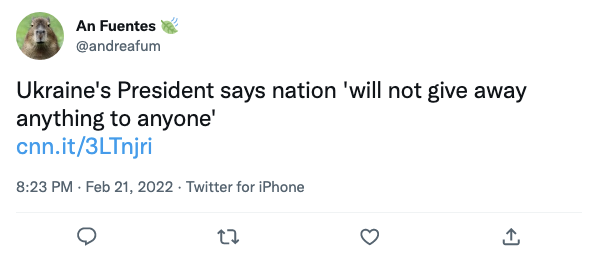 An Fuentes
@andreafum
Ukraine's President says nation 'will not give away
anything to anyone'
cnn.it/3LTnjri
8:23 PM · Feb 21, 2022 · Twitter for iPhone